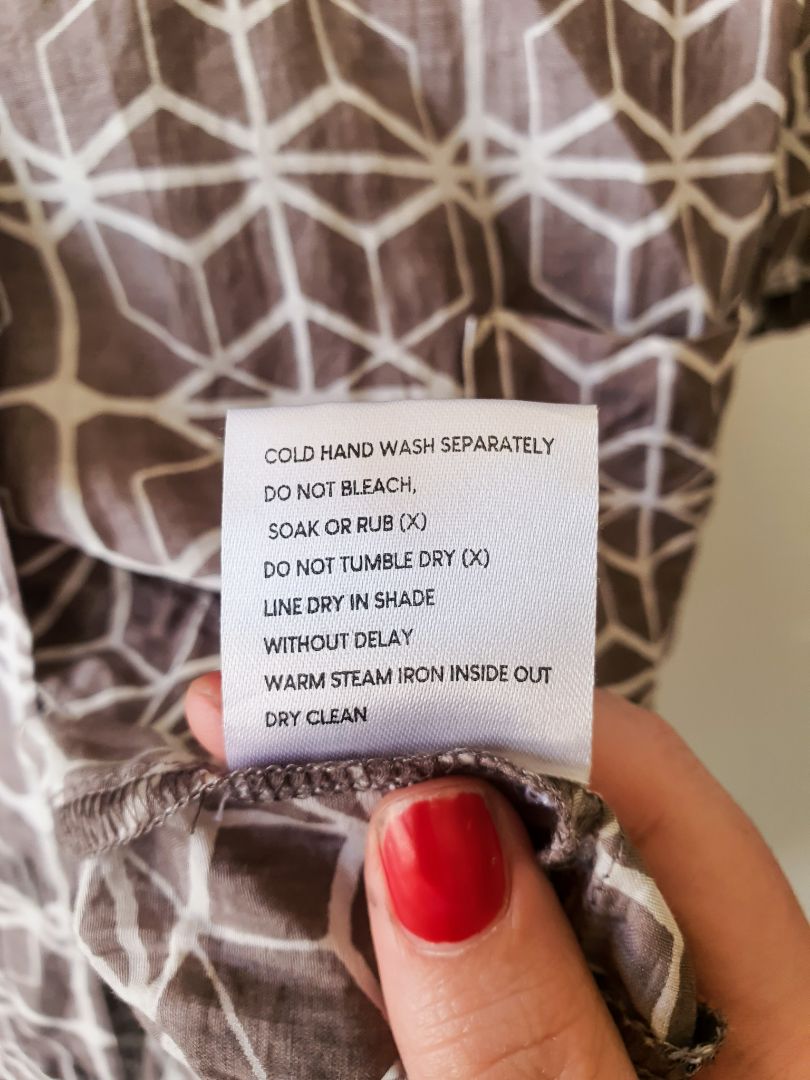 COLD HAND WASH SEPARATELY
DO NOT BLEACH,
SOAK OR RUB (X)
DO NOT TUMBLE DRY (X)
LINE DRY IN SHADE
WITHOUT DELAY
WARM STEAM IRON INSIDE OUT
DRY CLEAN